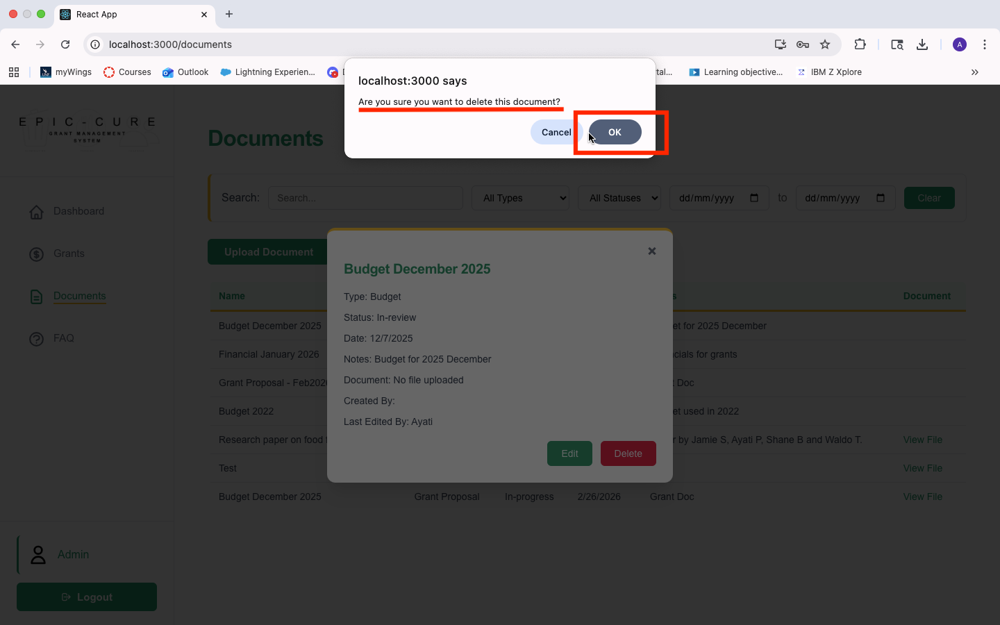 React App
localhost:3000/documents
A
myWings
Courses
Outlook
Lightning Experien...
Learning objective...
IBM Z Xplore
localhost:3000 says
Are you sure you want to delete this document?
Cancel
OK
EPIC-CURE
GRANT MANAGEMENT
SYSTEM
Dashboard
Grants
Documents
FAQ
Admin
Logout
Documents
Search:
Search...
All Types
All Statuses
dd/mm/yyyy
to
dd/mm/yyyy
Clear
Upload Document
Name
Document
Budget December 2025
for 2025 December
Financial January 2026
for grants
Grant Proposal - Feb202
Doc
Budget 2022
used in 2022
Research paper on food
by Jamie S, Ayati P, Shane B and Waldo T.
View File
Test
View File
Budget December 2025
Grant Proposal
In-progress
2/26/2026
Grant Doc
View File
Budget December 2025
Type: Budget
Status: In-review
Date: 12/7/2025
Notes: Budget for 2025 December
Document: No file uploaded
Created By:
Last Edited By: Ayati
Edit
Delete